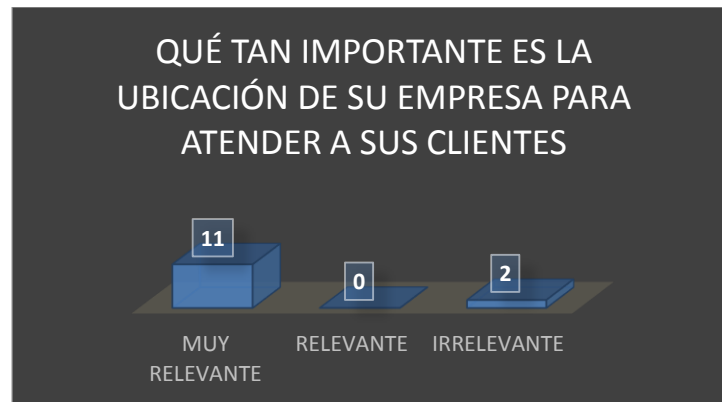 QUÉ TAN IMPORTANTE ES LA
UBICACIÓN DE SU EMPRESA PARA
ATENDER A SUS CLIENTES
11
0
2
MUY
RELEVANTE
RELEVANTE
IRRELEVANTE